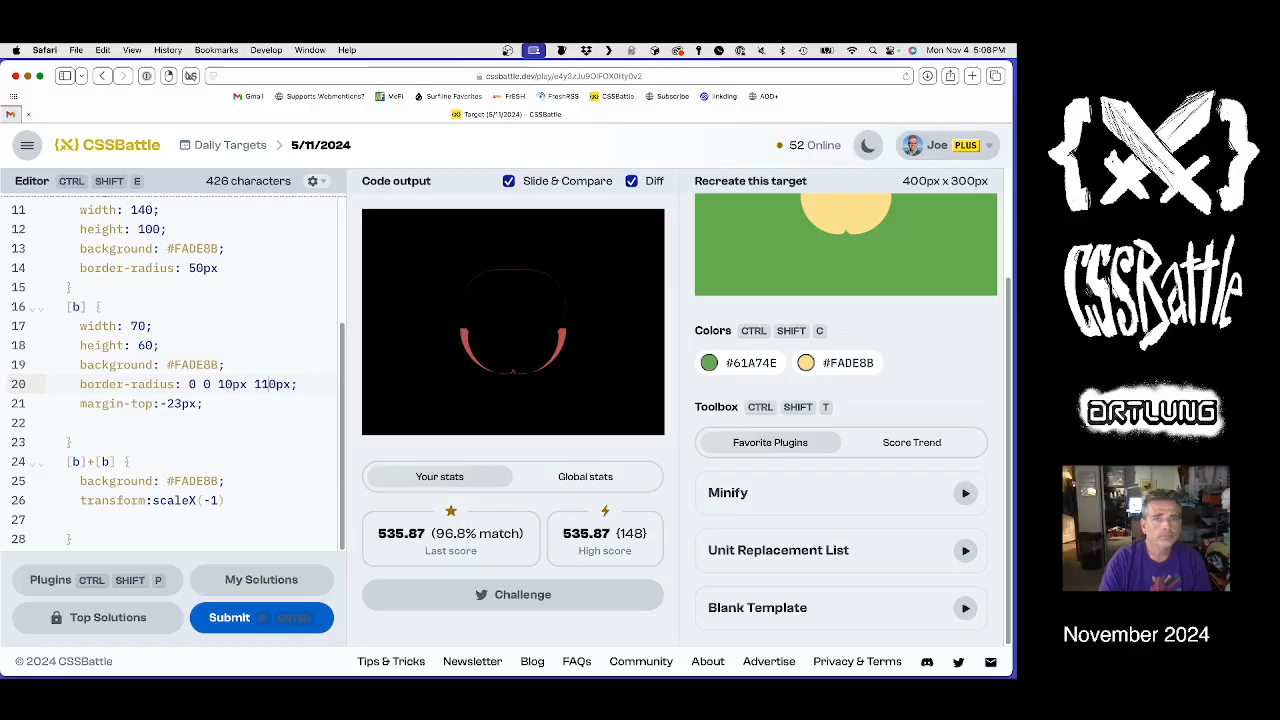 Safari File Edit View History Bookmarks Develop Window Help
Mon Nov 4 5:08 PM
cssbattle.dev/play/e4y3zJu9OIFOX0tty0v2
Gmail Supports Webmentions? MeFi Surfline Favorites FrESH FreshRSS CSSBattle Subscribe linkding ADD+
Target (5/11/2024) - CSSBattle
{X} CSSBattle Daily Targets > 5/11/2024
52 Online
Joe PLUS
Editor CTRL SHIFT E 426 characters
Code output Slide & Compare Diff
Recreate this target 400px x 300px
11 width: 140;
12 height: 100;
13 background: #FADE8B;
14 border-radius: 50px
15 }
16 [b] {
17 width: 70;
18 height: 60;
19 background: #FADE8B;
20 border-radius: 0 0 10px 110px;
21 margin-top:-23px;
22
23 }
24 [b]+[b] {
25 background: #FADE8B;
26 transform:scaleX(-1)
27
28 }
Plugins CTRL SHIFT P
My Solutions
Top Solutions
Submit ENTER
Your stats Global stats
535.87 (96.8% match)
Last score
535.87 {148}
High score
Challenge
Colors CTRL SHIFT C
#61A74E #FADE8B
Toolbox CTRL SHIFT T
Favorite Plugins Score Trend
Minify
Unit Replacement List
Blank Template
© 2024 CSSBattle
Tips & Tricks Newsletter Blog FAQs Community About Advertise Privacy & Terms
CSSBattle
ARTLUNG
November 2024